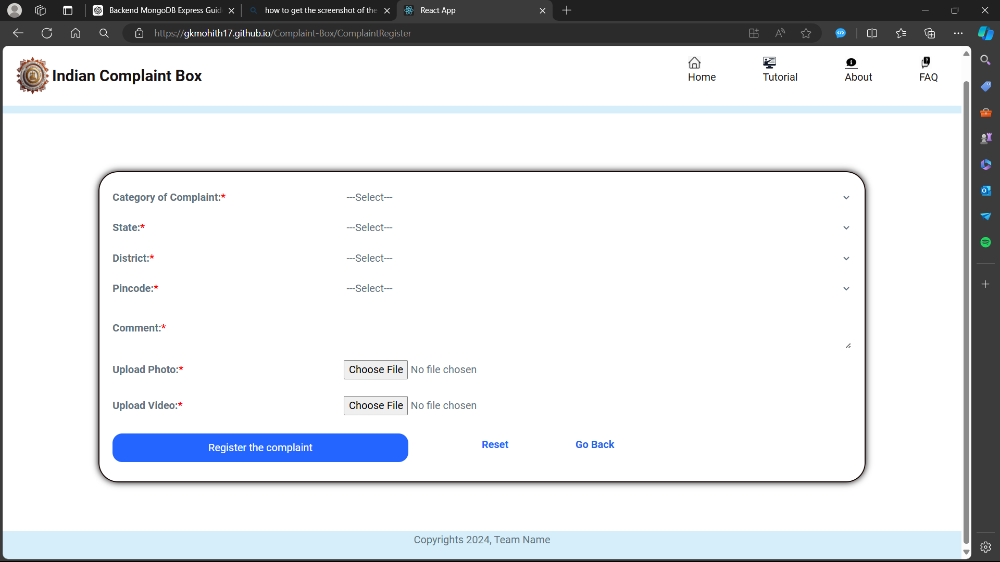 Backend MongoDB Express Guid
how to get the screenshot of the
React App
https://gkmohith17.github.io/Complaint-Box/ComplaintRegister
Indian Complaint Box
Home
Tutorial
About
FAQ
Category of Complaint:*
---Select---
State:*
---Select---
District:*
---Select---
Pincode:*
---Select---
Comment:*
Upload Photo:*
Choose File No file chosen
Upload Video:*
Choose File No file chosen
Register the complaint
Reset
Go Back
Copyrights 2024, Team Name